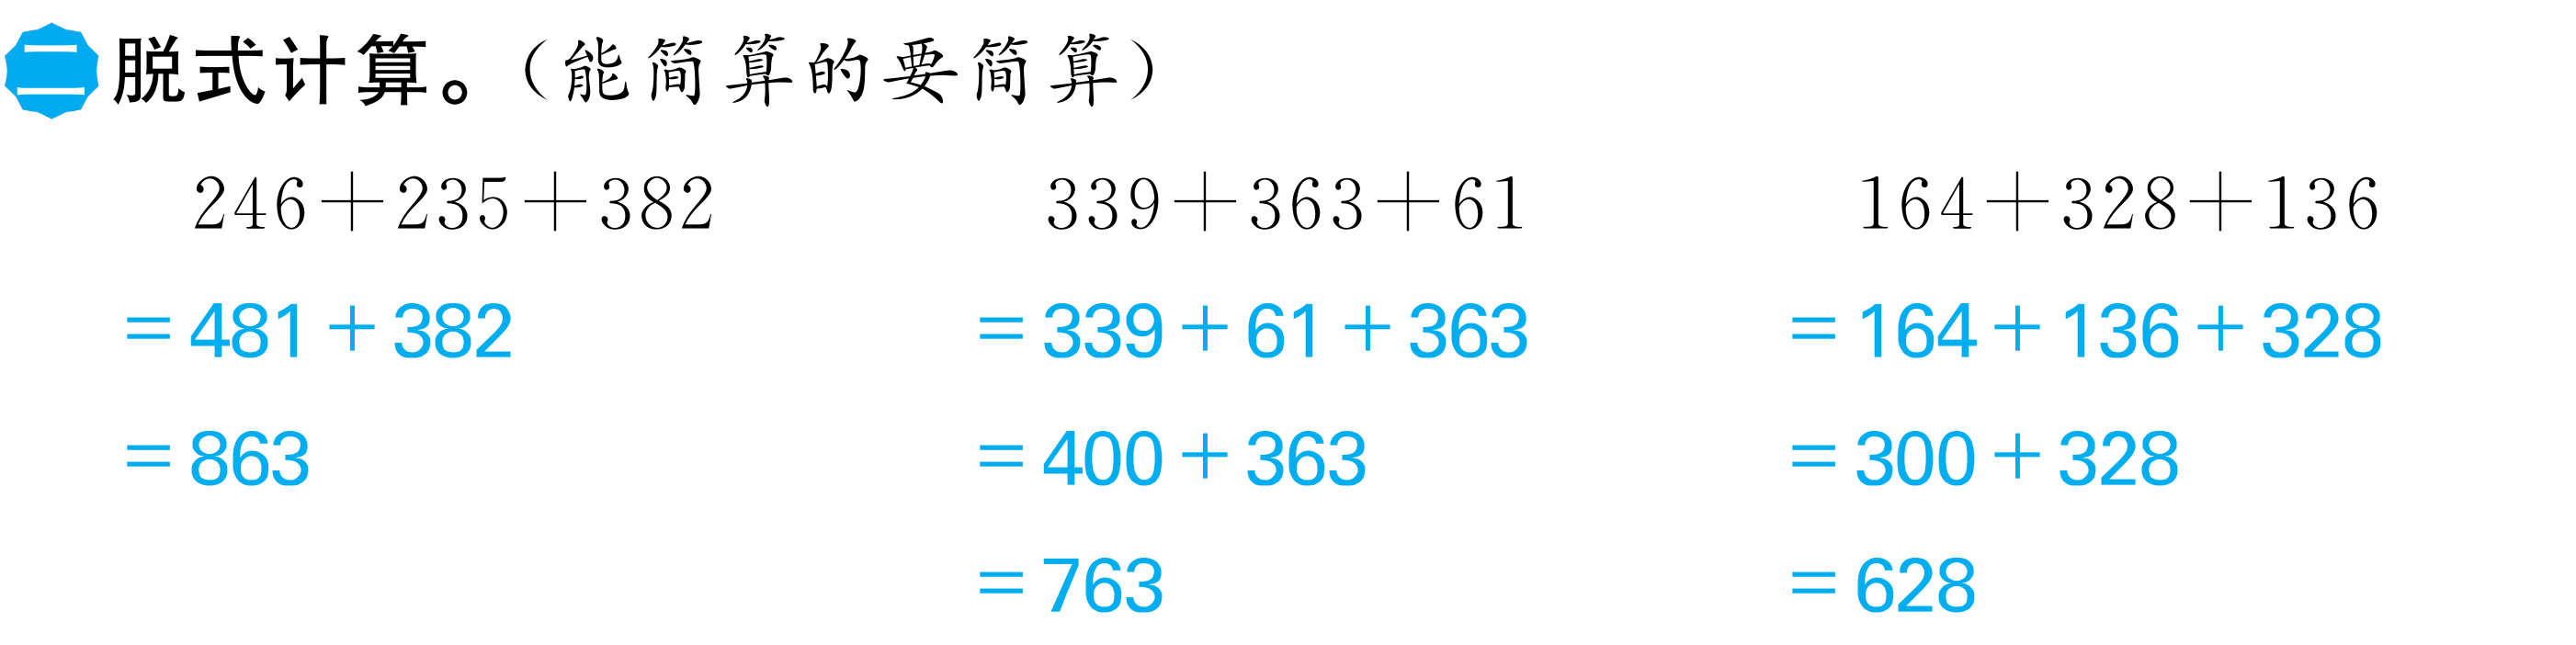 二 脱式计算。（能简算的要简算）
246+235+382 339+363+61 164+328+136
=481+382 =339+61+363 =164+136+328
=863 =400+363 =300+328
=763 =628